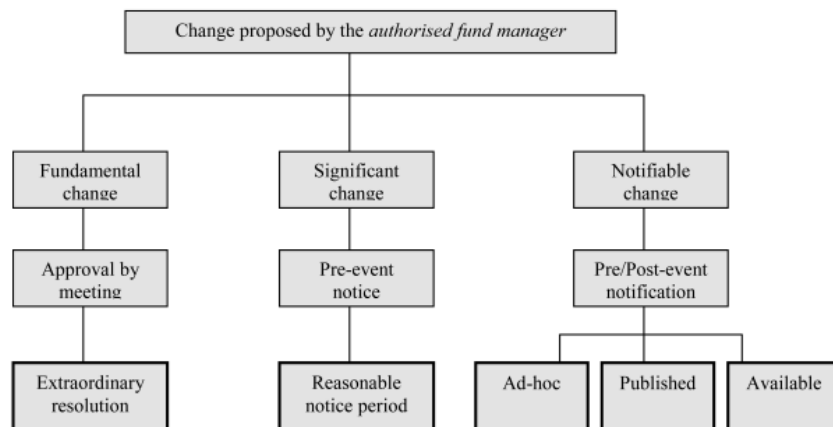 Change proposed by the authorised fund manager
Fundamental
change
Significant
change
Notifiable
change
Approval by
meeting
Pre-event
notice
Pre/Post-event
notification
Extraordinary
resolution
Reasonable
notice period
Ad-hoc
Published
Available